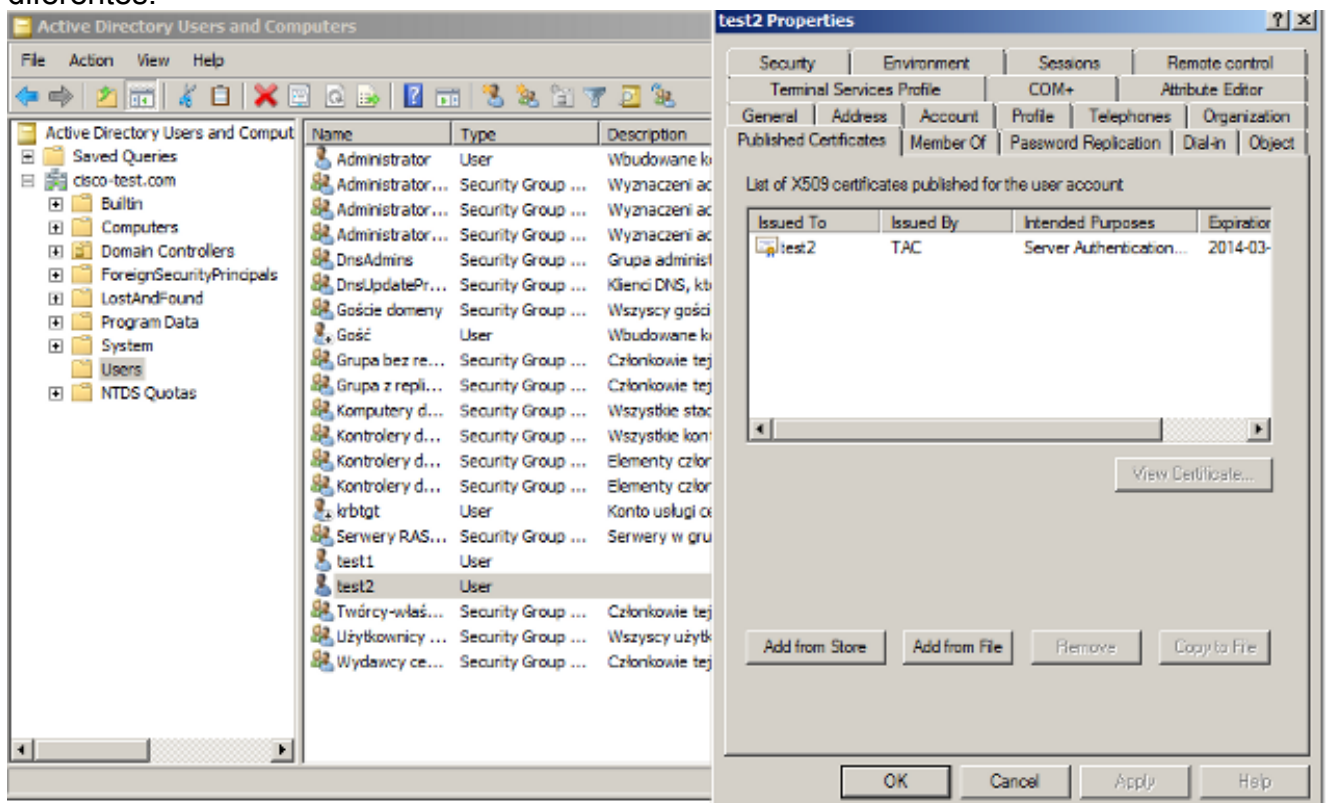 diferentes.
Active Directory Users and Computers
File Action View Help
Active Directory Users and Comput
Saved Queries
cisco-test.com
Builtin
Computers
Domain Controllers
ForeignSecurityPrincipals
LostAndFound
Program Data
System
Users
NTDS Quotas
Name Type Description
Administrator User Wbudowane k
Administrator... Security Group ... Wyznaczeni ac
Administrator... Security Group ... Wyznaczeni ac
Administrator... Security Group ... Wyznaczeni ac
DnsAdmins Security Group ... Grupa administ
DnsUpdatePr... Security Group ... Klienci DNS, kt
Goście domeny Security Group ... Wszyscy gości
Gość User Wbudowane k
Grupa bez re... Security Group ... Członkowie tej
Grupa z repli... Security Group ... Członkowie tej
Komputery d... Security Group ... Wszystkie stac
Kontrolery d... Security Group ... Wszystkie kon
Kontrolery d... Security Group ... Elementy człor
Kontrolery d... Security Group ... Elementy człor
krbtgt User Konto usługi ce
Serwery RAS... Security Group ... Serwery w gru
test1 User
test2 User
Twórcy-właś... Security Group ... Członkowie tej
Użytkownicy ... Security Group ... Wszyscy użytk
Wydawcy ce... Security Group ... Członkowie tej
test2 Properties
Security Environment Sessions Remote control
Terminal Services Profile COM+ Attribute Editor
General Address Account Profile Telephones Organization
Published Certificates Member Of Password Replication Dial-in Object
List of X509 certificates published for the user account
Issued To Issued By Intended Purposes Expiration
test2 TAC Server Authentication... 2014-03-
View Certificate...
Add from Store Add from File Remove Copy to File
OK Cancel Apply Help